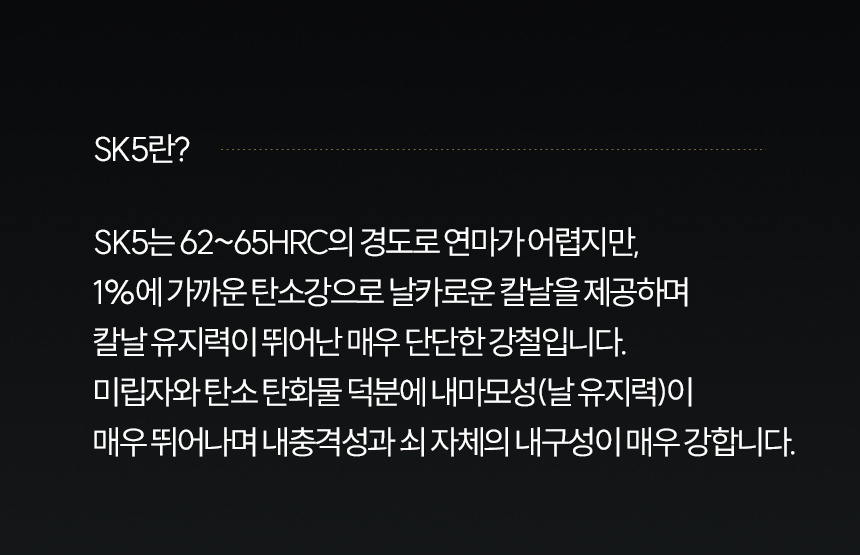 SK5란?
SK5는 62~65HRC의 경도로 연마가 어렵지만,
1%에 가까운 탄소강으로 날카로운 칼날을 제공하며
칼날 유지력이 뛰어난 매우 단단한 강철입니다.
미립자와 탄소 탄화물 덕분에 내마모성(날 유지력)이
매우 뛰어나며 내충격성과 쇠 자체의 내구성이 매우 강합니다.